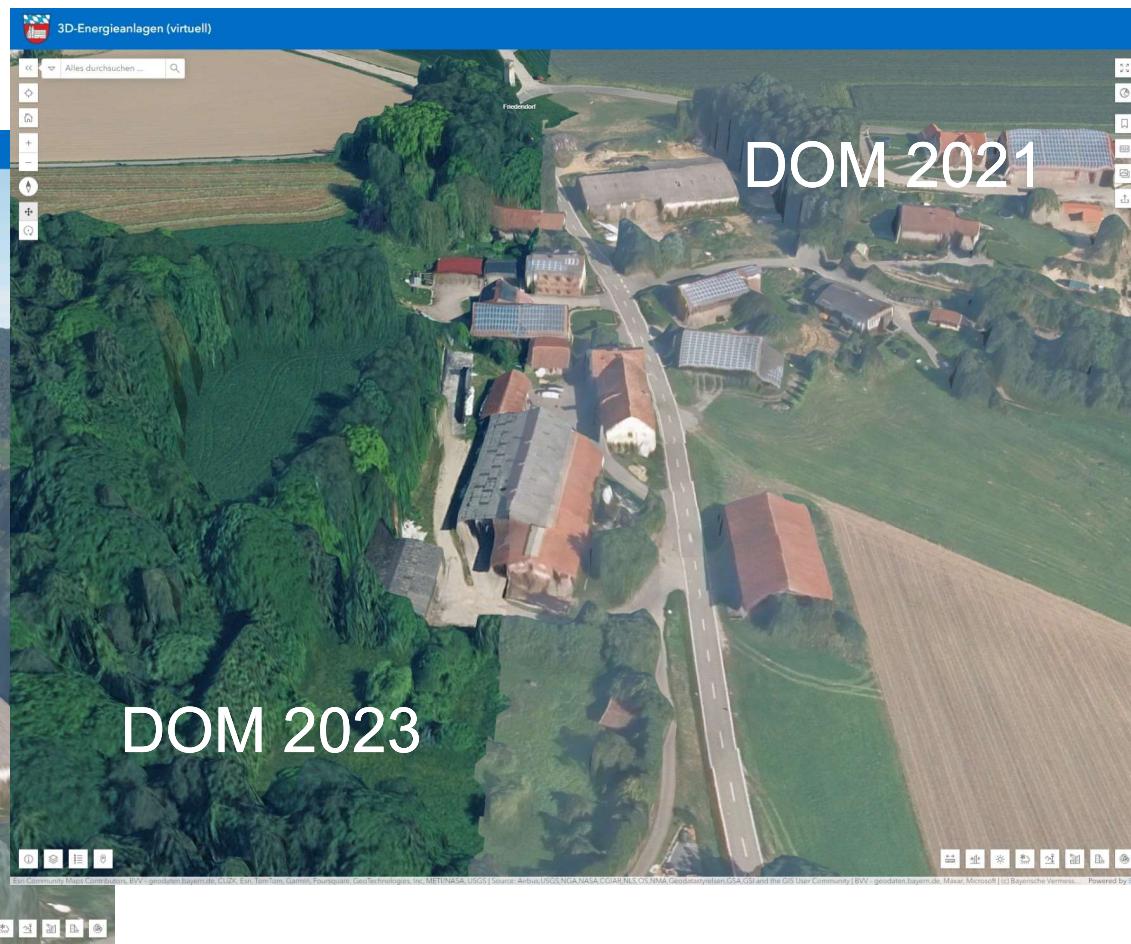 3D-Energieanlagen (virtuell)
Alles durchsuchen ...
Friedendorf
DOM 2021
DOM 2023
Esri Community Maps Contributors, BVV - geodaten.bayern.de, CUZK, Esri, TomTom, Garmin, Foursquare, GeoTechnologies, Inc, METI/NASA, USGS | Source: Airbus,USGS,NGA,NASA,CGIAR,NLS,OS,NMA,Geodatastyrelsen,GSA,GSI and the GIS User Community | BVV - geodaten.bayern.de, Maxar, Microsoft | (c) Bayerische Vermess... Powered by